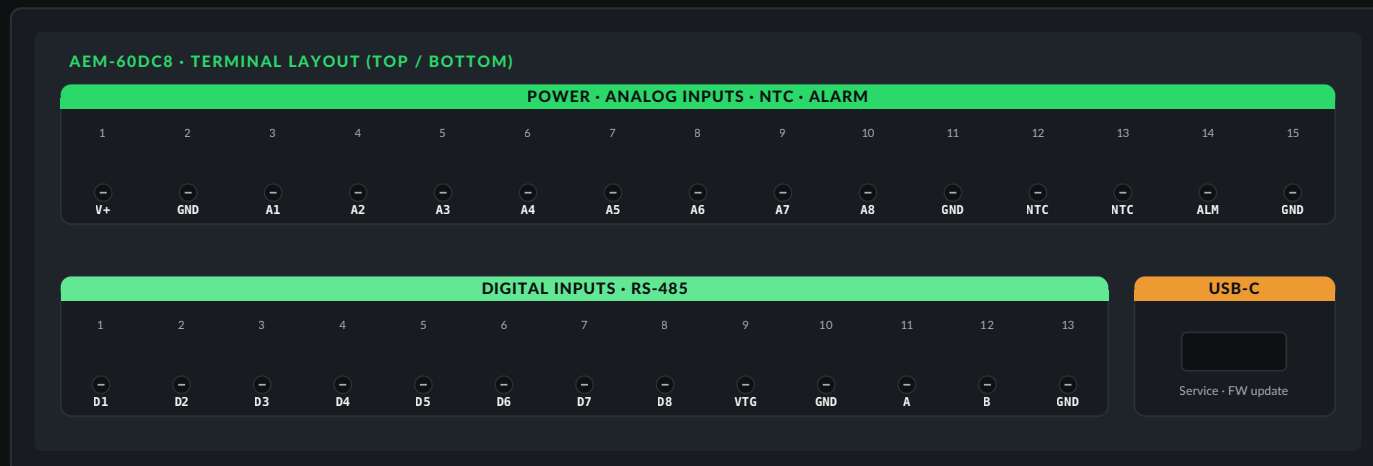 AEM-60DC8 · TERMINAL LAYOUT (TOP / BOTTOM)
POWER · ANALOG INPUTS · NTC · ALARM
1 2 3 4 5 6 7 8 9 10 11 12 13 14 15
V+ GND A1 A2 A3 A4 A5 A6 A7 A8 GND NTC NTC ALM GND
DIGITAL INPUTS · RS-485
1 2 3 4 5 6 7 8 9 10 11 12 13
D1 D2 D3 D4 D5 D6 D7 D8 VTG GND A B GND
USB-C
Service · FW update